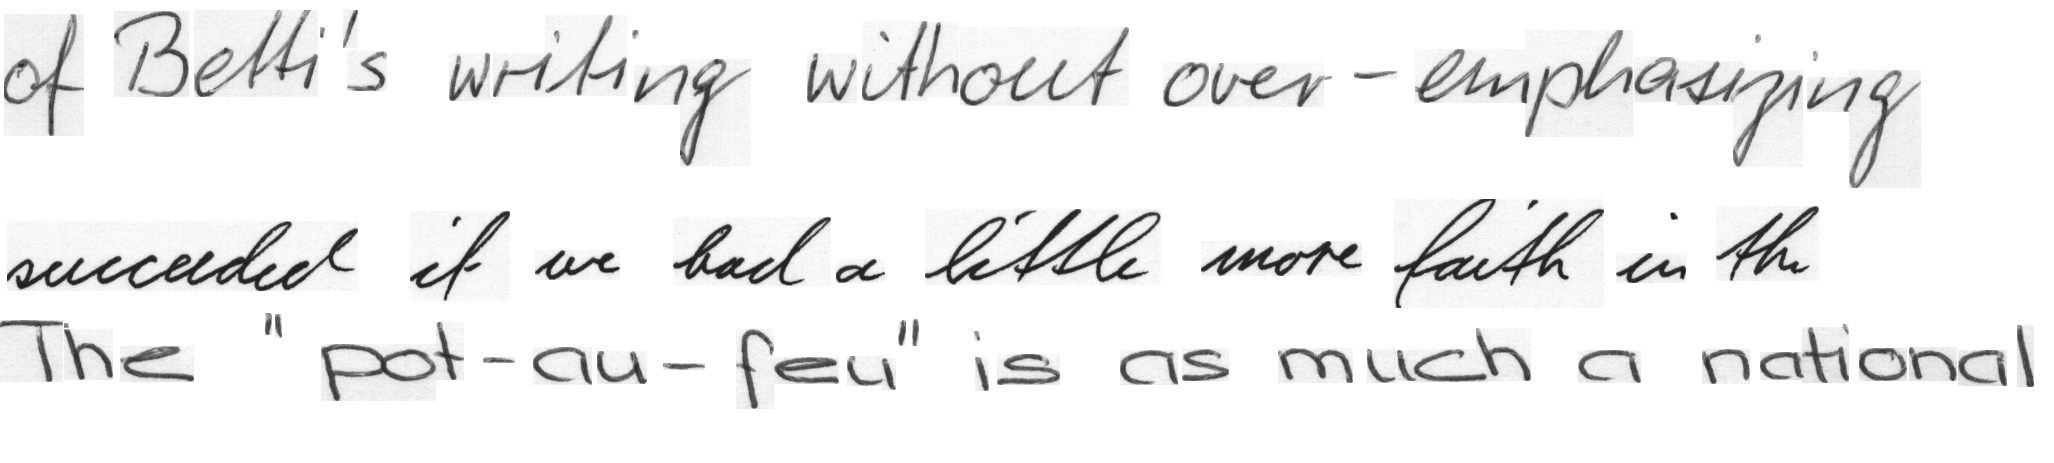 of Betti's writing without over-emphasizing
succeeded if we had a little more faith in the
The "pot-au-feu" is as much a national